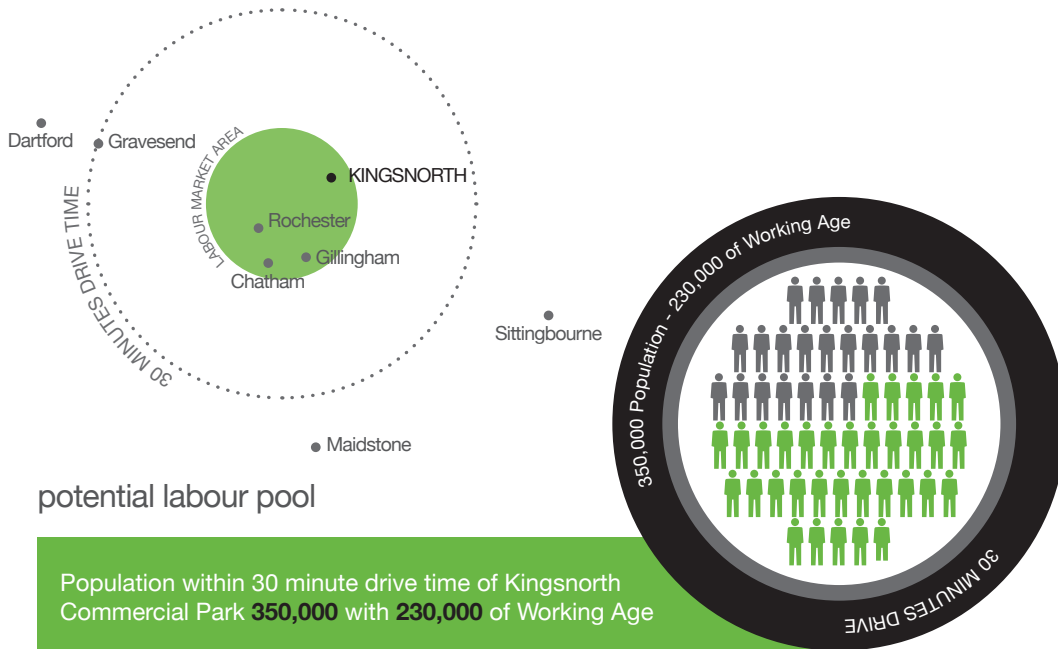 Dartford
Gravesend
KINGSNORTH
LABOUR MARKET AREA
Rochester
Gillingham
Chatham
30 MINUTES DRIVE TIME
Sittingbourne
Maidstone
350,000 Population - 230,000 of Working Age
30 MINUTES DRIVE
potential labour pool
Population within 30 minute drive time of Kingsnorth
Commercial Park 350,000 with 230,000 of Working Age